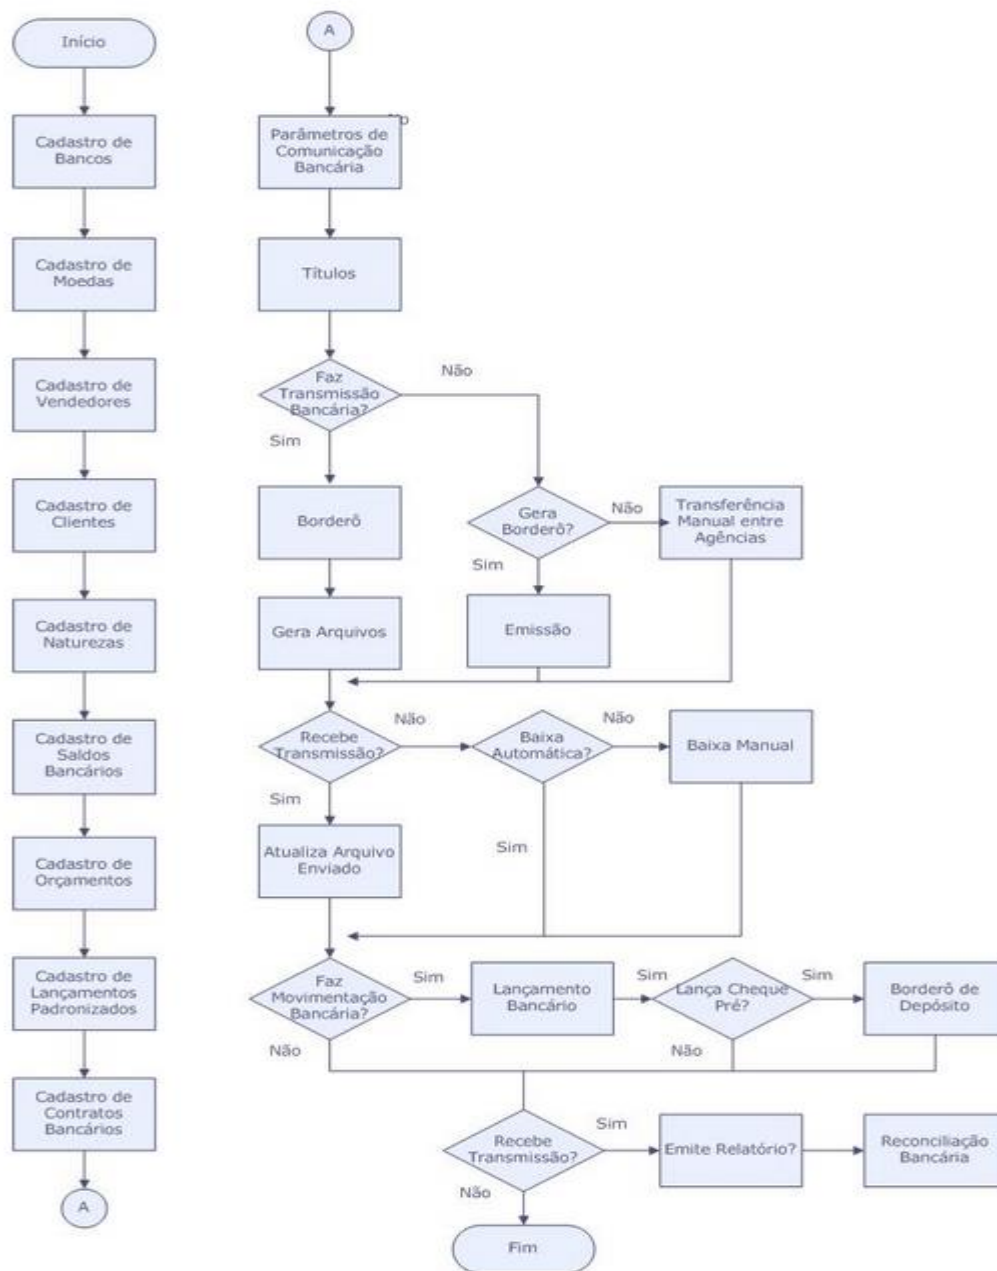 Início
Cadastro de
Bancos
Cadastro de
Moedas
Cadastro de
Vendedores
Cadastro de
Clientes
Cadastro de
Naturezas
Cadastro de
Saldos
Bancários
Cadastro de
Orçamentos
Cadastro de
Lançamentos
Padronizados
Cadastro de
Contratos
Bancários
A
A
Parâmetros de
Comunicação
Bancária
Títulos
Faz
Transmissão
Bancária?
Não
Sim
Borderô
Gera
Borderô?
Não
Transferência
Manual entre
Agências
Sim
Gera Arquivos
Emissão
Recebe
Transmissão?
Não
Baixa
Automática?
Não
Baixa Manual
Sim
Sim
Atualiza Arquivo
Enviado
Faz
Movimentação
Bancária?
Sim
Lançamento
Bancário
Sim
Lança Cheque
Pré?
Sim
Borderô de
Depósito
Não
Não
Recebe
Transmissão?
Sim
Emite Relatório?
Reconciliação
Bancária
Não
Fim